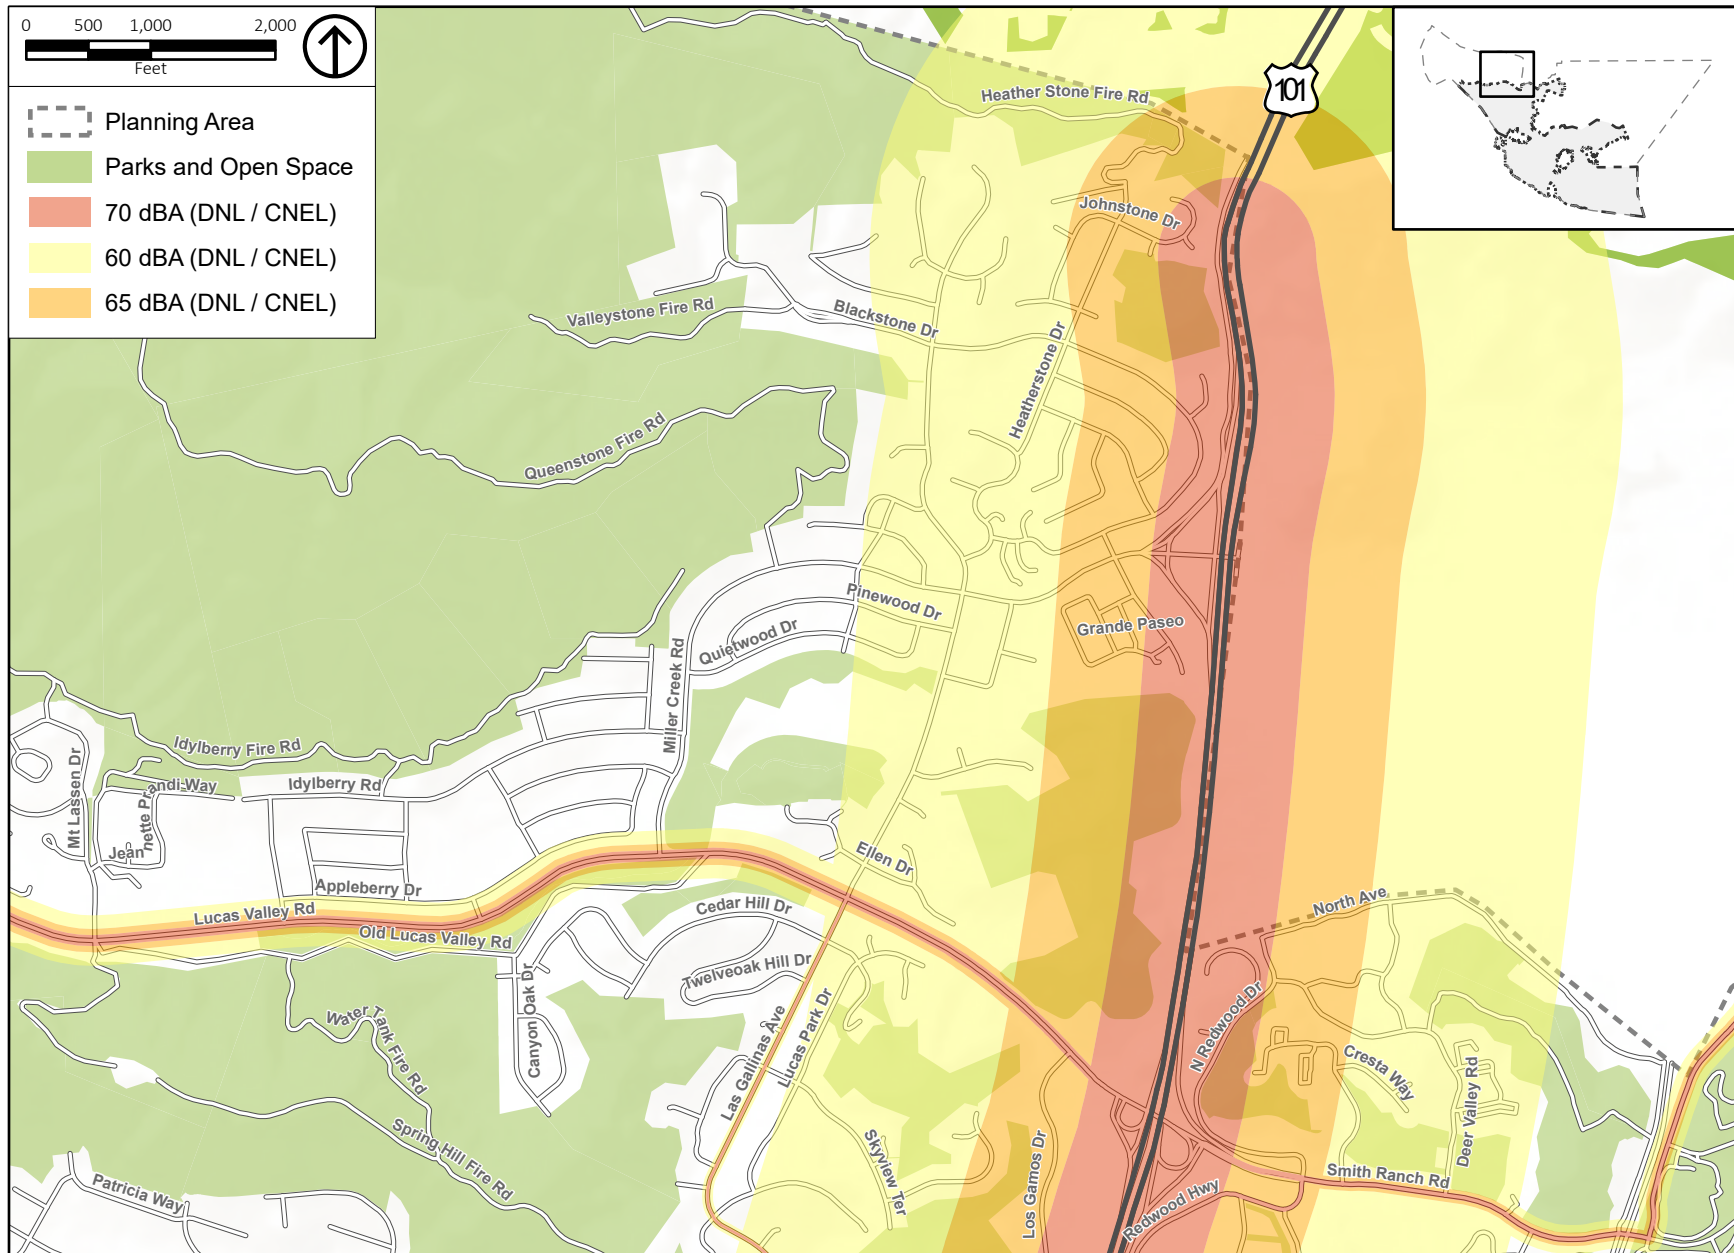 0 500 1,000 2,000
Feet
Planning Area
Parks and Open Space
70 dBA (DNL / CNEL)
60 dBA (DNL / CNEL)
65 dBA (DNL / CNEL)
101
Heather Stone Fire Rd
Johnstone Dr
Valleystone Fire Rd
Blackstone Dr
Heatherstone Dr
Queenstone Fire Rd
Pinewood Dr
Quietwood Dr
Grande Paseo
Miller Creek Rd
Idylberry Fire Rd
Mt Lassen Dr
Jeannette Prandi Way
Idylberry Rd
Ellen Dr
Appleberry Dr
Lucas Valley Rd
Old Lucas Valley Rd
Cedar Hill Dr
North Ave
Twelveoak Hill Dr
Canyon Oak Dr
Water Tank Fire Rd
Las Gallinas Ave
Lucas Park Dr
N Redwood Dr
Cresta Way
Deer Valley Rd
Spring Hill Fire Rd
Skyview Ter
Los Gamos Dr
Smith Ranch Rd
Patricia Way
Redwood Hwy